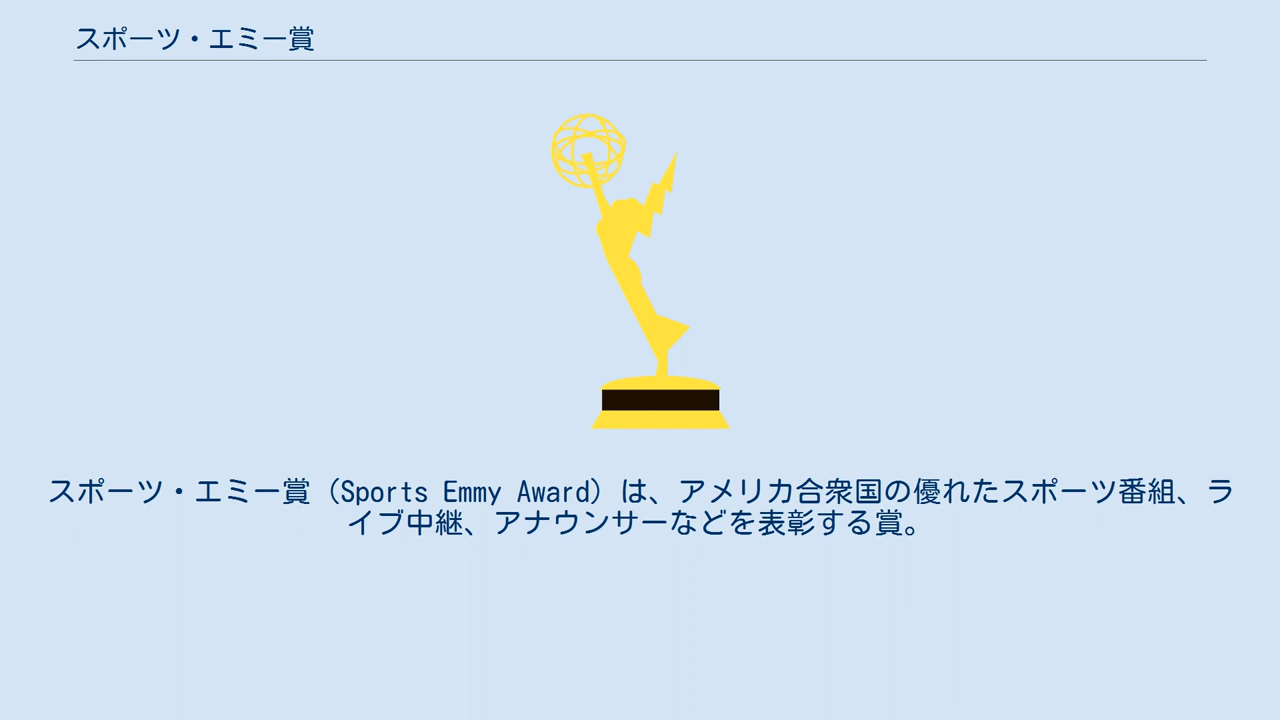 スポーツ・エミー賞
スポーツ・エミー賞（Sports Emmy Award）は、アメリカ合衆国の優れたスポーツ番組、ラ
イブ中継、アナウンサーなどを表彰する賞。